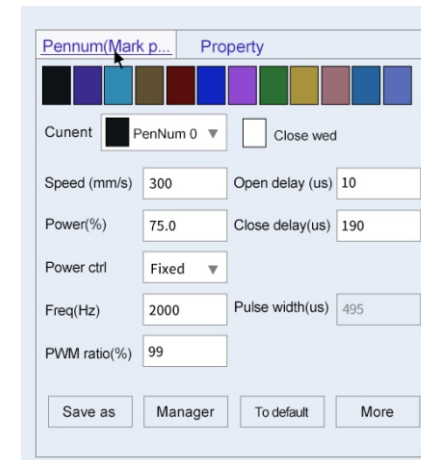 Pennum(Mark p... Property
Cunent PenNum 0 Close wed
Speed (mm/s) 300 Open delay (us) 10
Power(%) 75.0 Close delay(us) 190
Power ctrl Fixed
Freq(Hz) 2000 Pulse width(us) 495
PWM ratio(%) 99
Save as Manager To default More